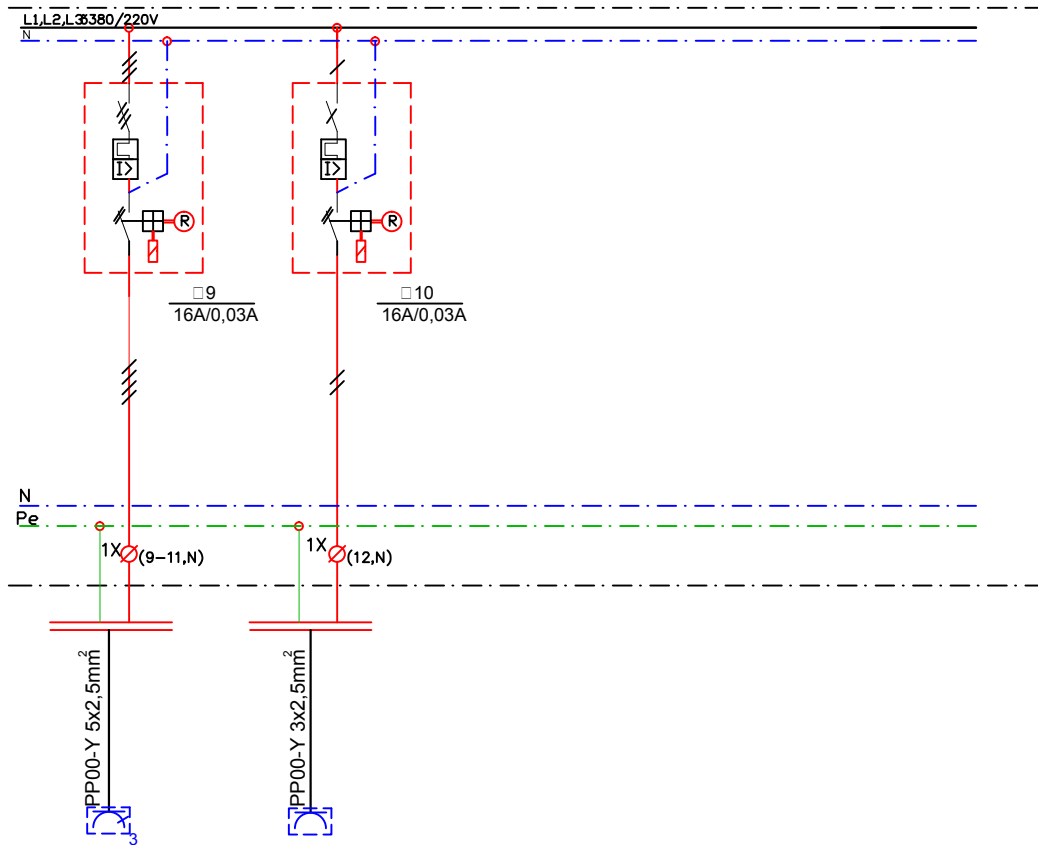 L1,L2,L3 380/220V
N
I>
I>
R
R
□9
16A/0,03A
□10
16A/0,03A
N
Pe
1X (9-11,N)
1X (12,N)
PP00-Y 5x2,5mm²
PP00-Y 3x2,5mm²
3